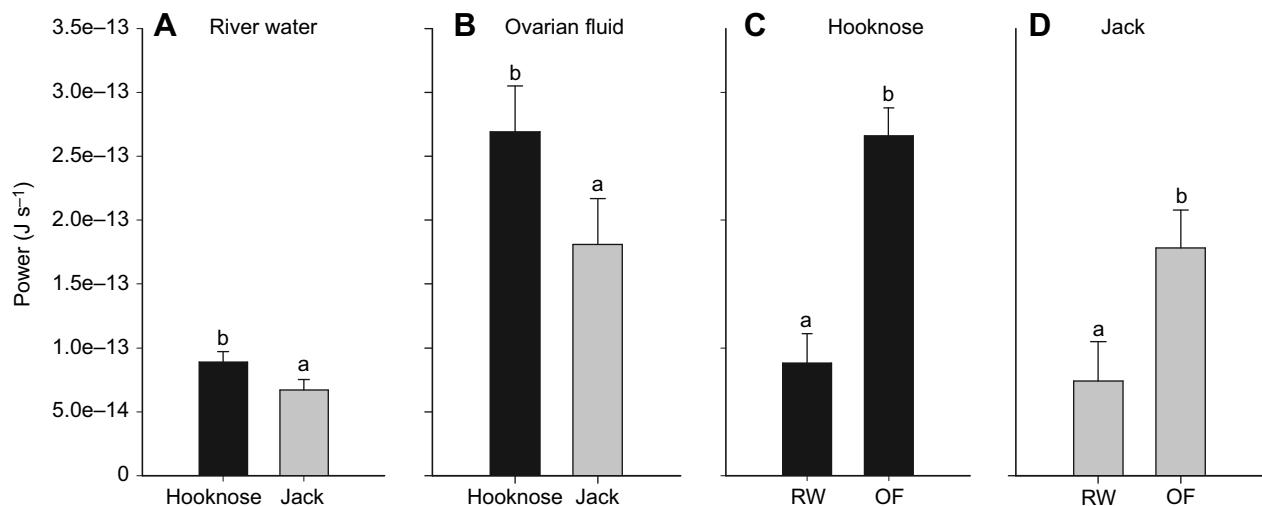 A River water
B Ovarian fluid
C Hooknose
D Jack
Power (J s–1)
3.5e–13
3.0e–13
2.5e–13
2.0e–13
1.5e–13
1.0e–13
5.0e–14
0
b
a
b
a
a
b
a
b
Hooknose Jack
Hooknose Jack
RW OF
RW OF